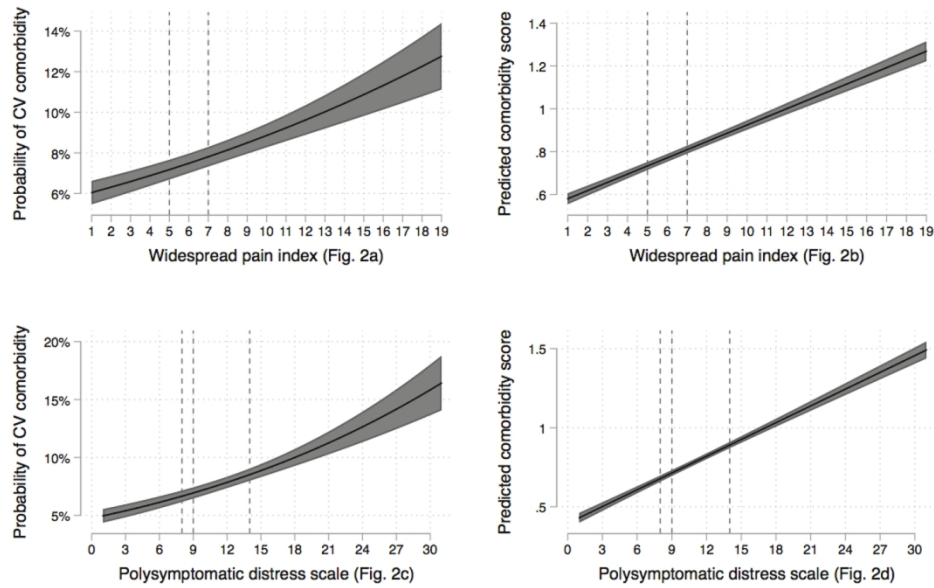 Probability of CV comorbidity
14%
12%
10%
8%
6%
1 2 3 4 5 6 7 8 9 10 11 12 13 14 15 16 17 18 19
Widespread pain index (Fig. 2a)
Predicted comorbidity score
1.4
1.2
1
.8
.6
1 2 3 4 5 6 7 8 9 10 11 12 13 14 15 16 17 18 19
Widespread pain index (Fig. 2b)
Probability of CV comorbidity
20%
15%
10%
5%
0 3 6 9 12 15 18 21 24 27 30
Polysymptomatic distress scale (Fig. 2c)
Predicted comorbidity score
1.5
1
.5
0 3 6 9 12 15 18 21 24 27 30
Polysymptomatic distress scale (Fig. 2d)